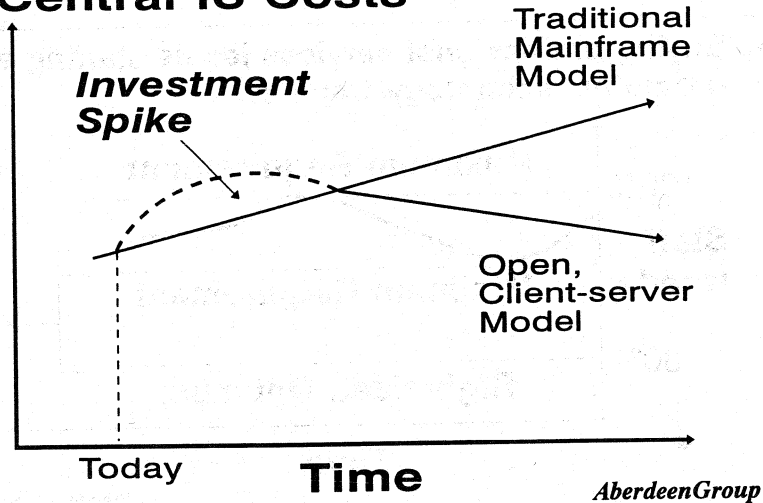 Central IS Costs
Traditional
Mainframe
Model
Investment
Spike
Open,
Client-server
Model
Today
Time
AberdeenGroup